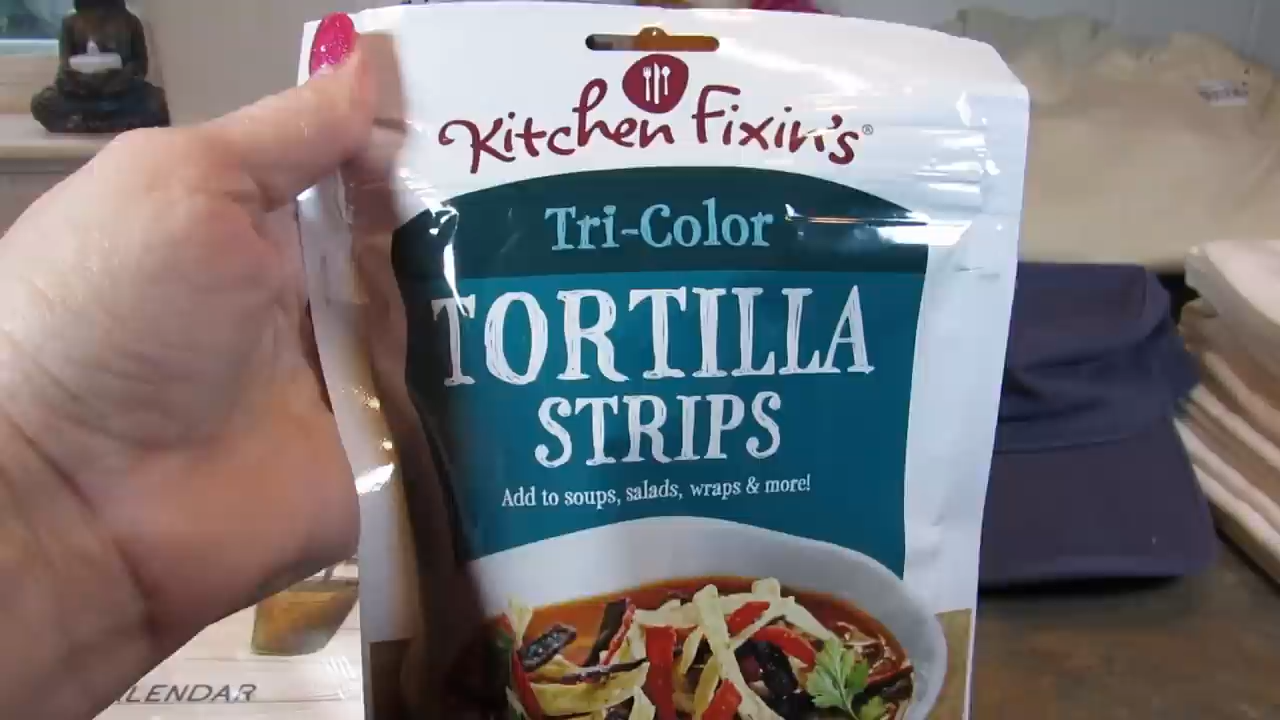 Kitchen Fixin's®
Tri-Color
TORTILLA
STRIPS
Add to soups, salads, wraps & more!
LENDAR